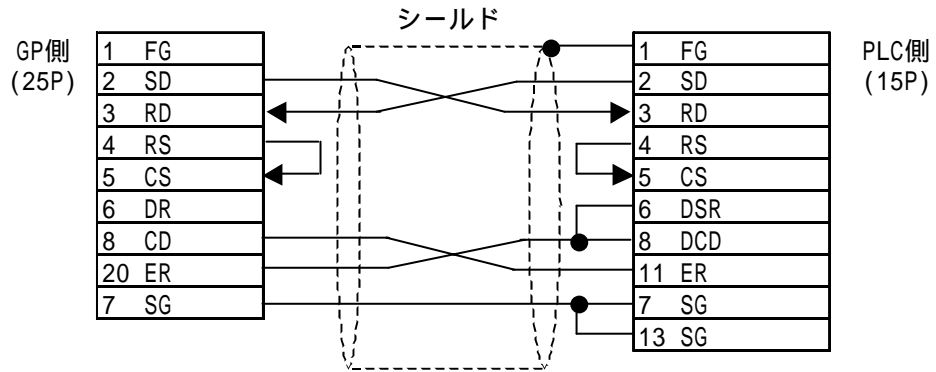 シールド
GP側
(25P)
1 FG
2 SD
3 RD
4 RS
5 CS
6 DR
8 CD
20 ER
7 SG
1 FG
2 SD
3 RD
4 RS
5 CS
6 DSR
8 DCD
11 ER
7 SG
13 SG
PLC側
(15P)